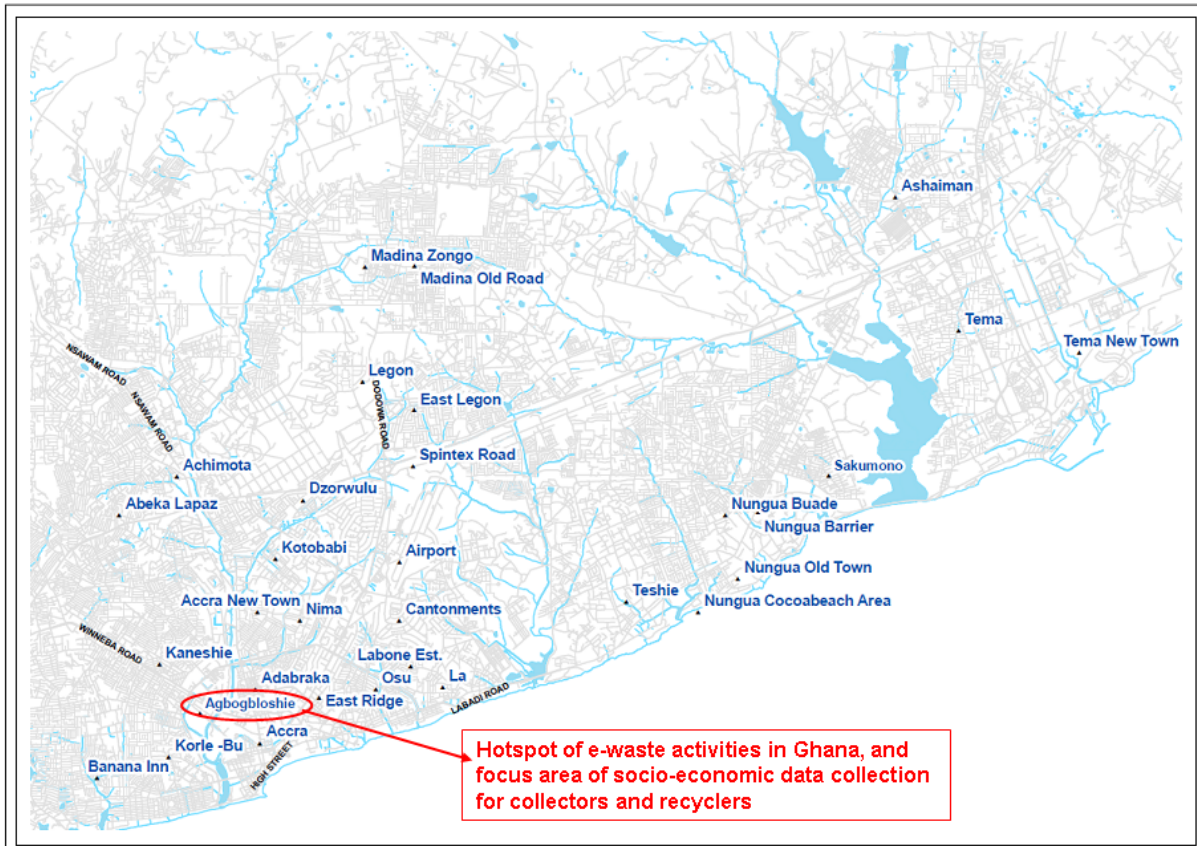 Ashaiman
Madina Zongo
Madina Old Road
Tema
Tema New Town
NSAWAM ROAD
NSAWAM ROAD
Legon
DODOWA ROAD
East Legon
Spintex Road
Achimota
Sakumono
Dzorwulu
Abeka Lapaz
Nungua Buade
Nungua Barrier
Kotobabi
Airport
Nungua Old Town
Teshie
Nungua Cocoabeach Area
Accra New Town
Nima
Cantonments
WINNEBA ROAD
Kaneshie
Labone Est.
Adabraka
Osu
La
LABADI ROAD
Agbogbloshie
East Ridge
Korle -Bu
Accra
HIGH STREET
Banana Inn
Hotspot of e-waste activities in Ghana, and
focus area of socio-economic data collection
for collectors and recyclers